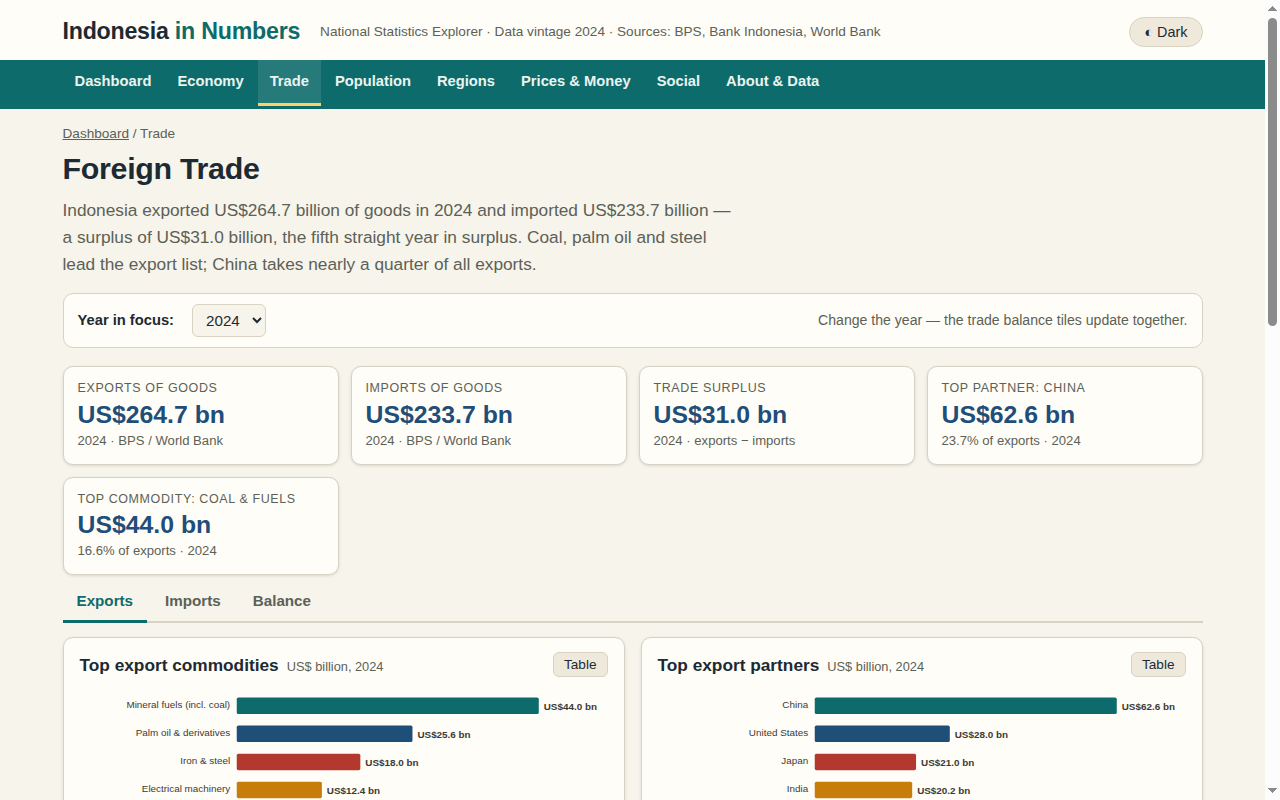 Indonesia in Numbers
National Statistics Explorer · Data vintage 2024 · Sources: BPS, Bank Indonesia, World Bank
Dark
Dashboard Economy Trade Population Regions Prices & Money Social About & Data
Dashboard / Trade
Foreign Trade
Indonesia exported US$264.7 billion of goods in 2024 and imported US$233.7 billion —
a surplus of US$31.0 billion, the fifth straight year in surplus. Coal, palm oil and steel
lead the export list; China takes nearly a quarter of all exports.
Year in focus: 2024
Change the year — the trade balance tiles update together.
EXPORTS OF GOODS
US$264.7 bn
2024 · BPS / World Bank
IMPORTS OF GOODS
US$233.7 bn
2024 · BPS / World Bank
TRADE SURPLUS
US$31.0 bn
2024 · exports − imports
TOP PARTNER: CHINA
US$62.6 bn
23.7% of exports · 2024
TOP COMMODITY: COAL & FUELS
US$44.0 bn
16.6% of exports · 2024
Exports Imports Balance
Top export commodities US$ billion, 2024
Table
Mineral fuels (incl. coal) US$44.0 bn
Palm oil & derivatives US$25.6 bn
Iron & steel US$18.0 bn
Electrical machinery US$12.4 bn
Top export partners US$ billion, 2024
Table
China US$62.6 bn
United States US$28.0 bn
Japan US$21.0 bn
India US$20.2 bn